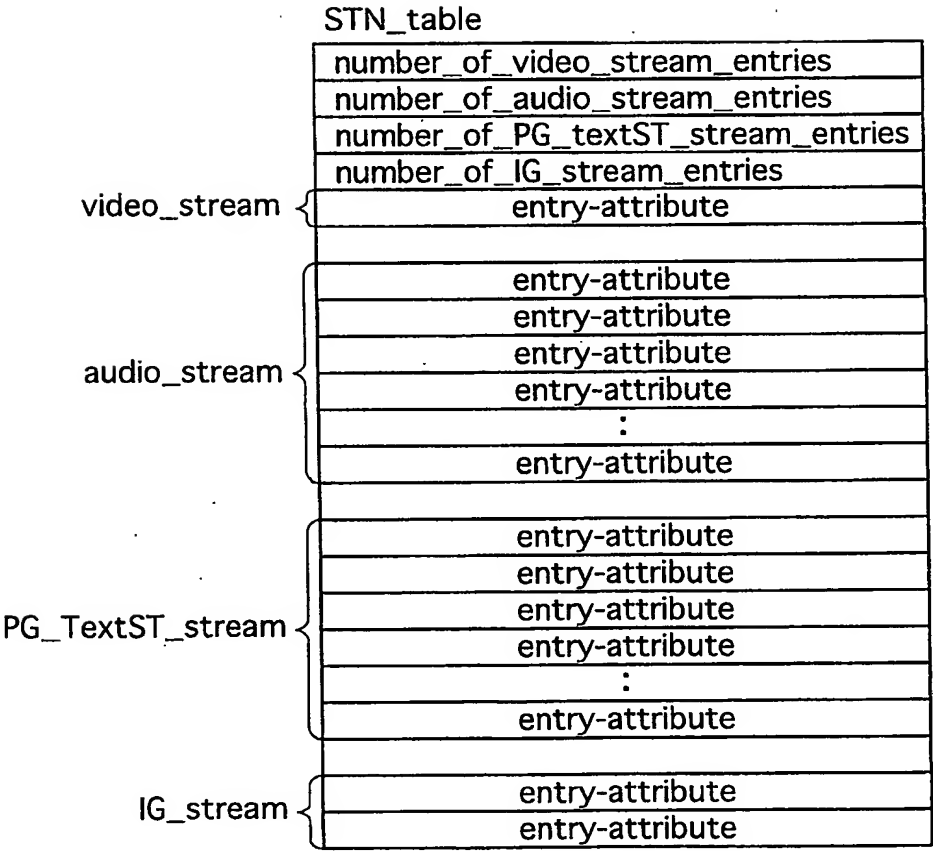 STN_table
number_of_video_stream_entries
number_of_audio_stream_entries
number_of_PG_textST_stream_entries
number_of_IG_stream_entries
video_stream entry-attribute
entry-attribute
entry-attribute
audio_stream entry-attribute
entry-attribute
⋮
entry-attribute
entry-attribute
entry-attribute
PG_TextST_stream entry-attribute
entry-attribute
⋮
entry-attribute
IG_stream entry-attribute
entry-attribute